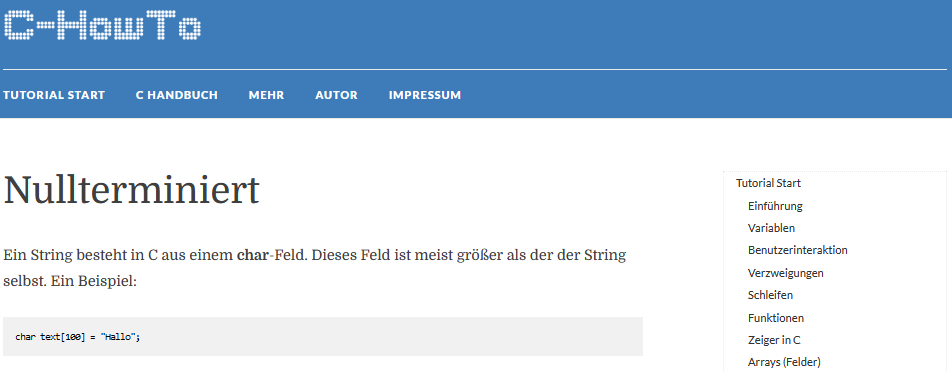 C-HowTo
TUTORIAL START C HANDBUCH MEHR AUTOR IMPRESSUM
Nullterminiert
Ein String besteht in C aus einem char-Feld. Dieses Feld ist meist größer als der der String
selbst. Ein Beispiel:
char text[100] = "Hallo";
Tutorial Start
Einführung
Variablen
Benutzerinteraktion
Verzweigungen
Schleifen
Funktionen
Zeiger in C
Arrays (Felder)